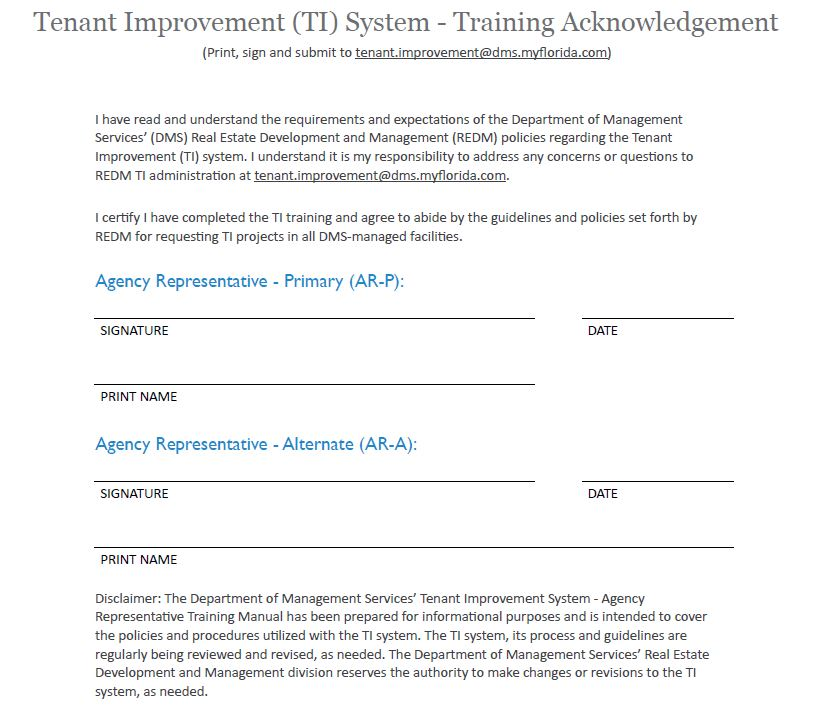 Tenant Improvement (TI) System - Training Acknowledgement
(Print, sign and submit to tenant.improvement@dms.myflorida.com)
I have read and understand the requirements and expectations of the Department of Management
Services’ (DMS) Real Estate Development and Management (REDM) policies regarding the Tenant
Improvement (TI) system. I understand it is my responsibility to address any concerns or questions to
REDM TI administration at tenant.improvement@dms.myflorida.com.
I certify I have completed the TI training and agree to abide by the guidelines and policies set forth by
REDM for requesting TI projects in all DMS-managed facilities.
Agency Representative - Primary (AR-P):
SIGNATURE DATE
PRINT NAME
Agency Representative - Alternate (AR-A):
SIGNATURE DATE
PRINT NAME
Disclaimer: The Department of Management Services’ Tenant Improvement System - Agency
Representative Training Manual has been prepared for informational purposes and is intended to cover
the policies and procedures utilized with the TI system. The TI system, its process and guidelines are
regularly being reviewed and revised, as needed. The Department of Management Services’ Real Estate
Development and Management division reserves the authority to make changes or revisions to the TI
system, as needed.